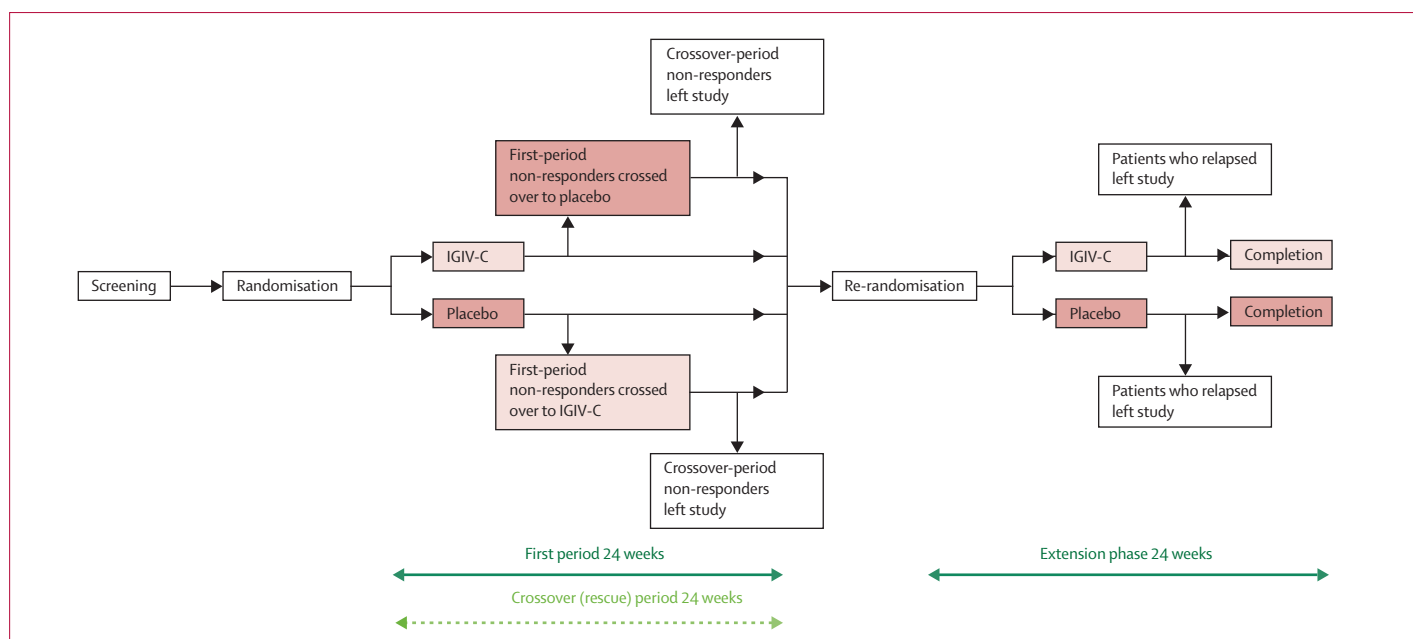 Crossover-period
non-responders
left study
First-period
non-responders crossed
over to placebo
Patients who relapsed
left study
IGIV-C
IGIV-C
Completion
Screening
Randomisation
Re-randomisation
Placebo
Placebo
Completion
First-period
non-responders crossed
over to IGIV-C
Patients who relapsed
left study
Crossover-period
non-responders
left study
First period 24 weeks
Extension phase 24 weeks
Crossover (rescue) period 24 weeks